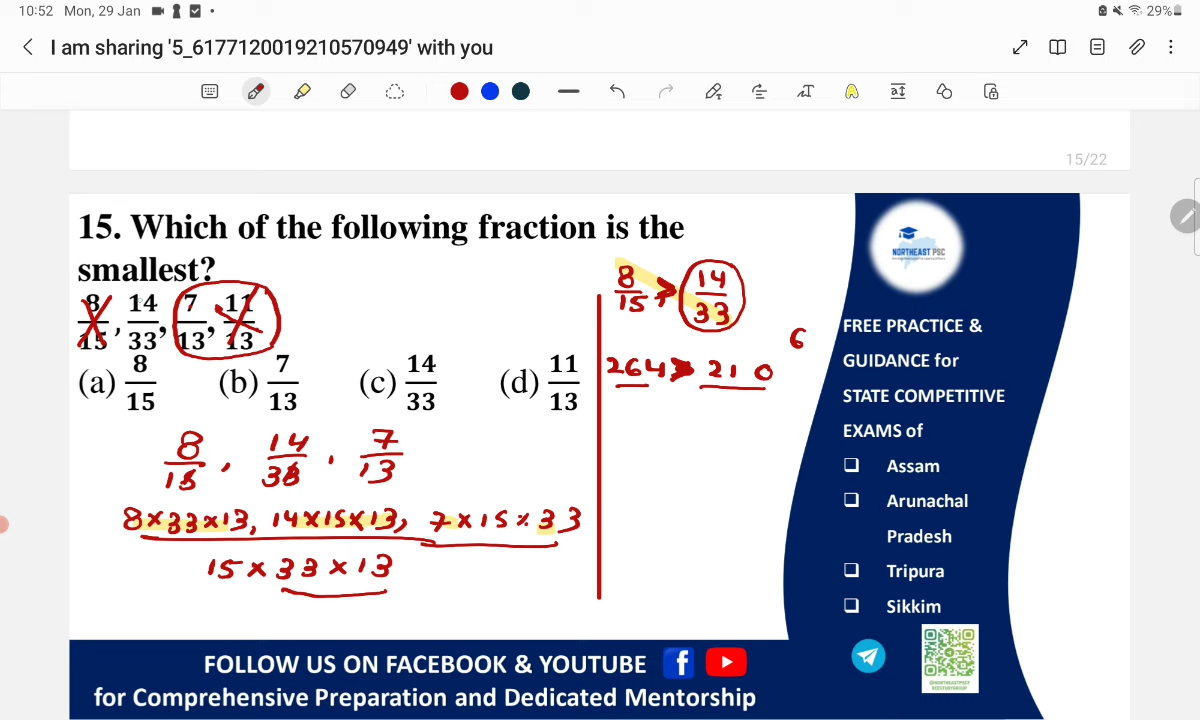 10:52 Mon, 29 Jan
29%
I am sharing '5_6177120019210570949' with you
15/22
15. Which of the following fraction is the
smallest?
8/15, 14/33, 7/13, 11/13
(a) 8/15 (b) 7/13 (c) 14/33 (d) 11/13
8/15, 14/33, 7/13
8×33×13, 14×15×13, 7×15×33
15×33×13
8/15 > 14/33
6
264 > 210
NORTHEAST PSC
FREE PRACTICE &
GUIDANCE for
STATE COMPETITIVE
EXAMS of
Assam
Arunachal
Pradesh
Tripura
Sikkim
FOLLOW US ON FACEBOOK & YOUTUBE
for Comprehensive Preparation and Dedicated Mentorship